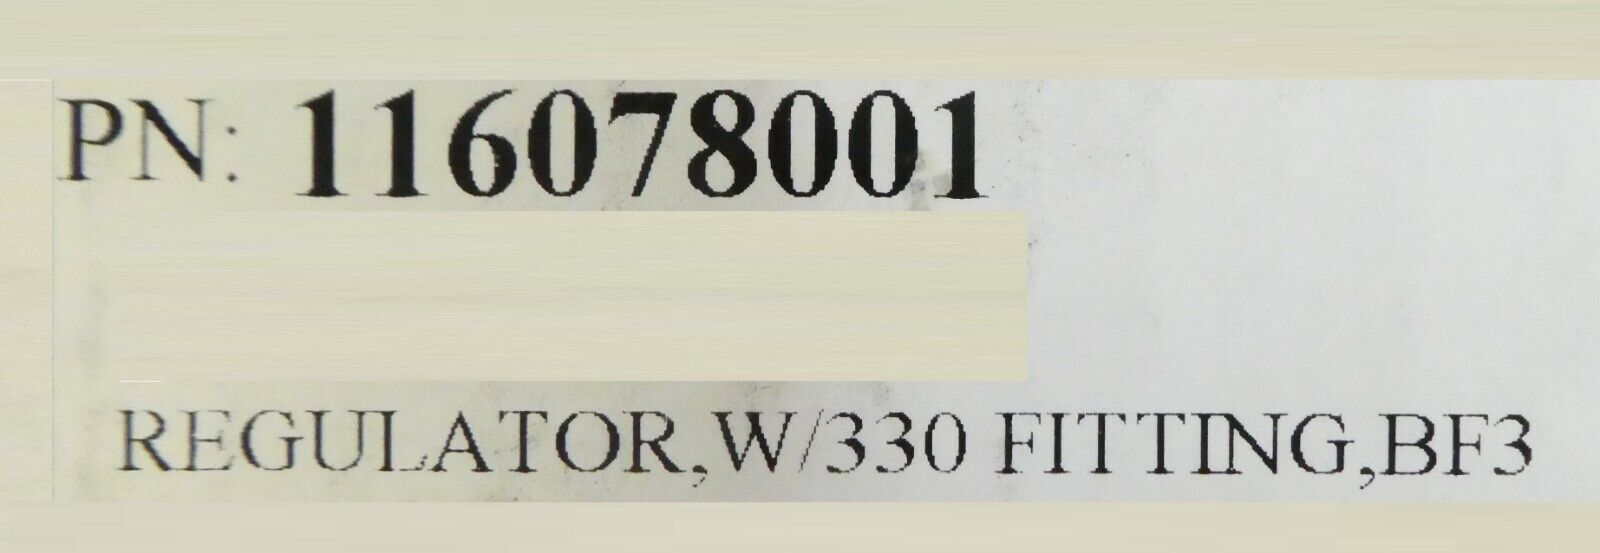 PN: 116078001
REGULATOR,W/330 FITTING,BF3